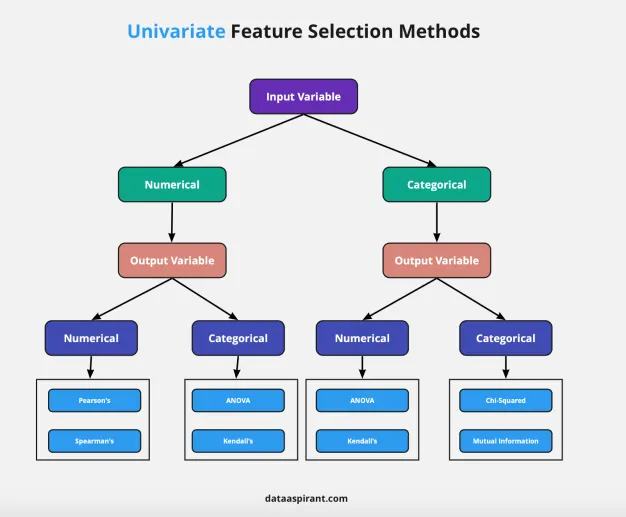 Univariate Feature Selection Methods
Input Variable
Numerical
Categorical
Output Variable
Output Variable
Numerical
Categorical
Numerical
Categorical
Pearson's
ANOVA
ANOVA
Chi-Squared
Spearman's
Kendall's
Kendall's
Mutual Information
dataaspirant.com